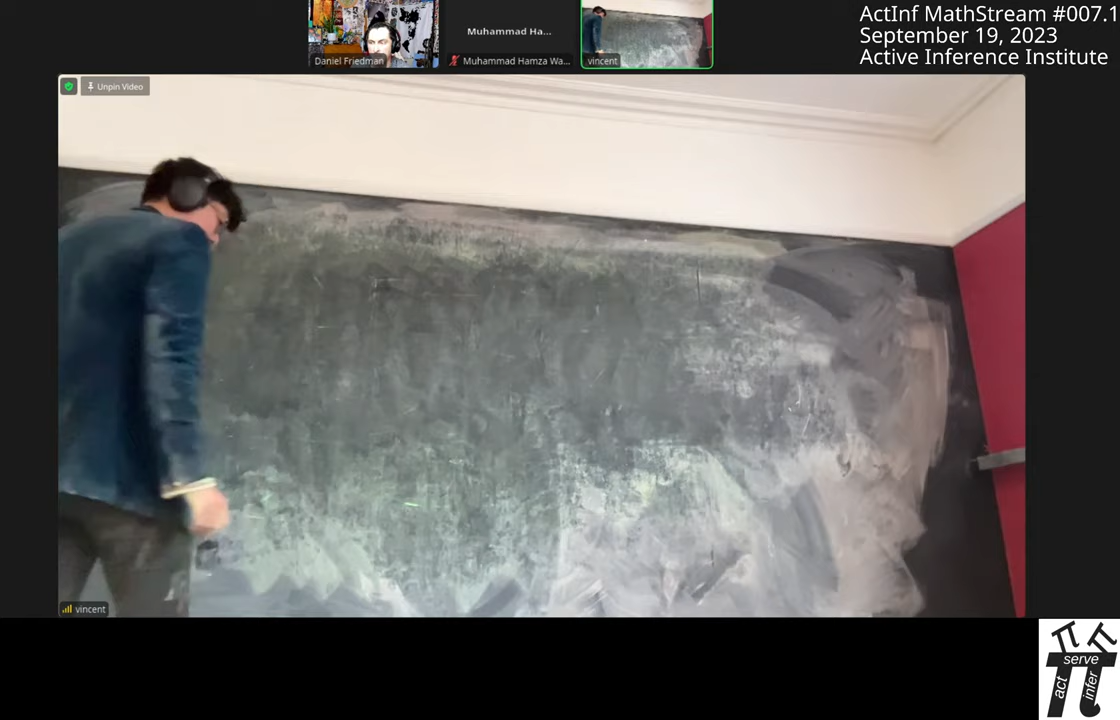 ActInf MathStream #007.1
September 19, 2023
Active Inference Institute
Muhammad Ha...
Daniel Friedman
Muhammad Hamza Wa...
vincent
Unpin Video
vincent
serve
act
infer